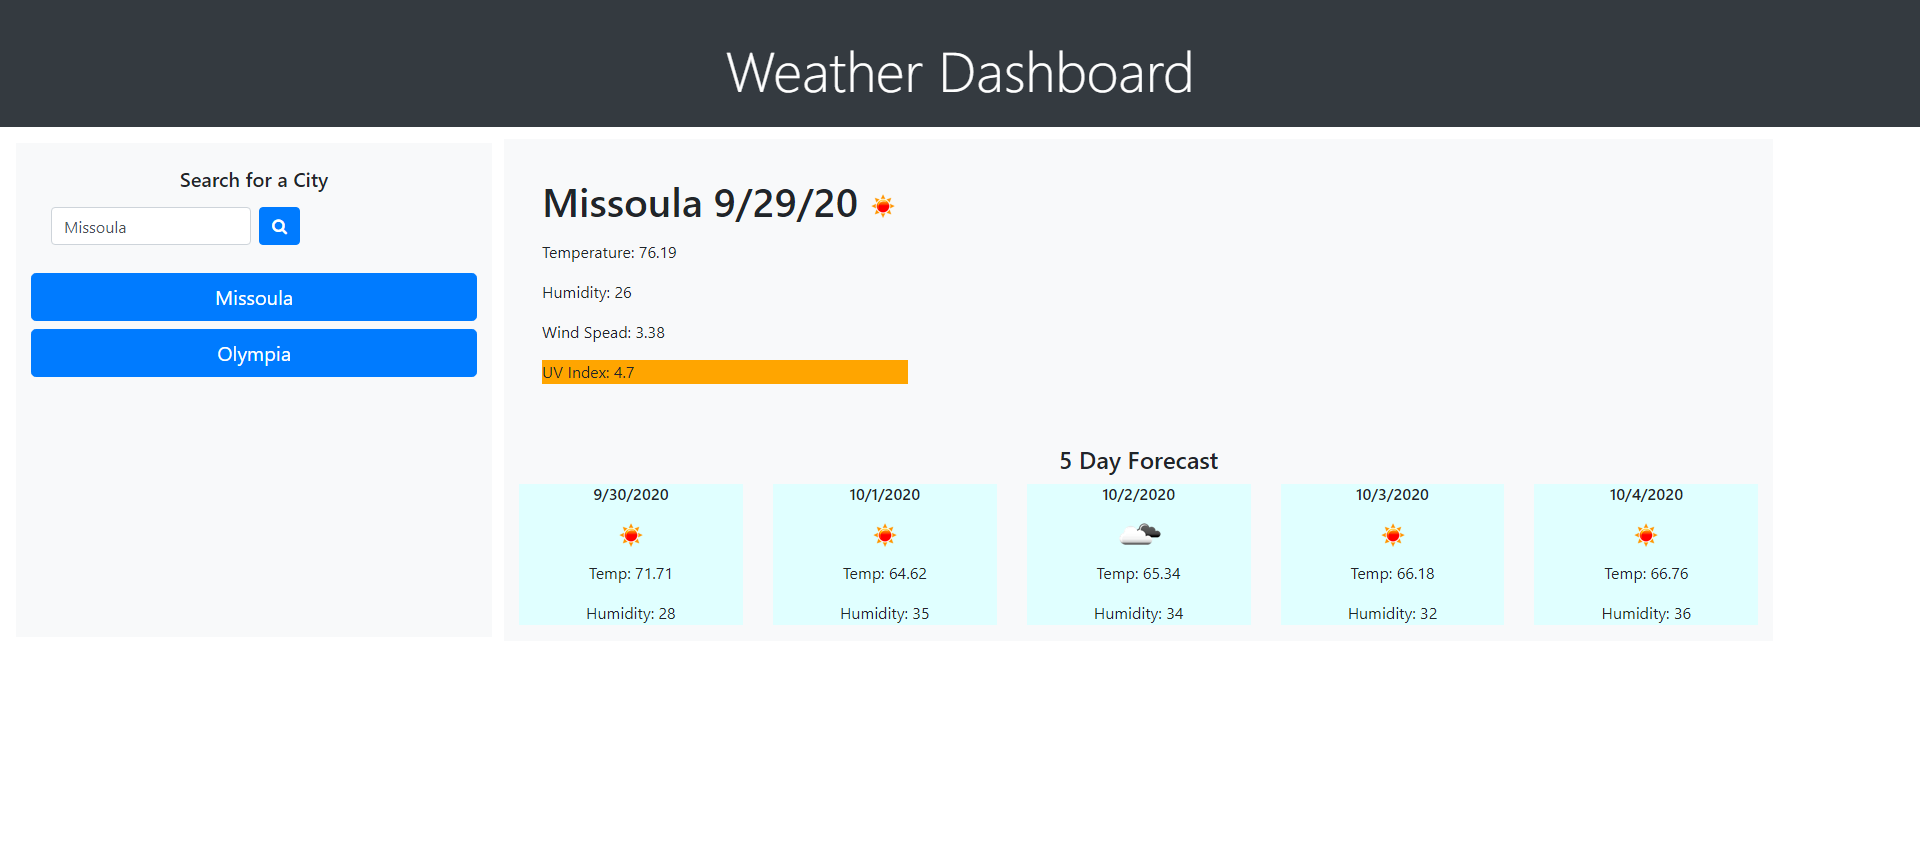 Weather Dashboard
Search for a City
Missoula
Missoula
Olympia
Missoula 9/29/20
Temperature: 76.19
Humidity: 26
Wind Spead: 3.38
UV Index: 4.7
5 Day Forecast
9/30/2020
Temp: 71.71
Humidity: 28
10/1/2020
Temp: 64.62
Humidity: 35
10/2/2020
Temp: 65.34
Humidity: 34
10/3/2020
Temp: 66.18
Humidity: 32
10/4/2020
Temp: 66.76
Humidity: 36